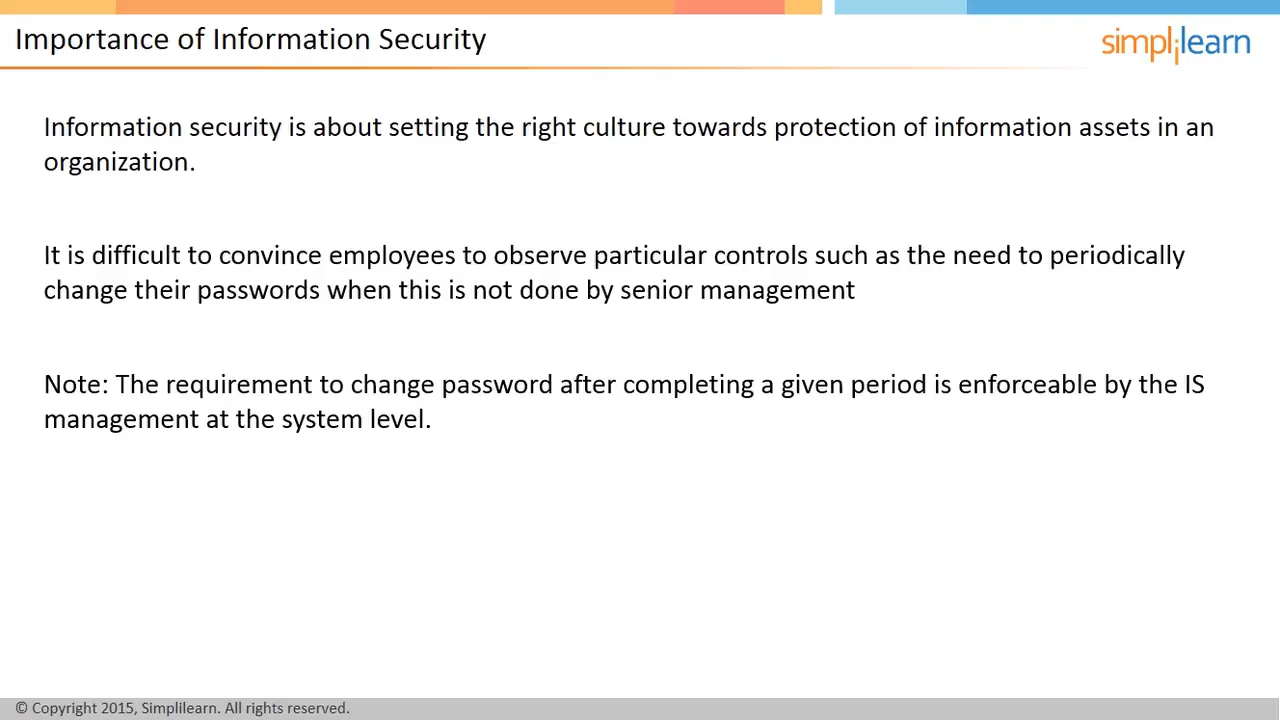 Importance of Information Security
simplilearn
Information security is about setting the right culture towards protection of information assets in an
organization.
It is difficult to convince employees to observe particular controls such as the need to periodically
change their passwords when this is not done by senior management
Note: The requirement to change password after completing a given period is enforceable by the IS
management at the system level.
© Copyright 2015, Simplilearn. All rights reserved.